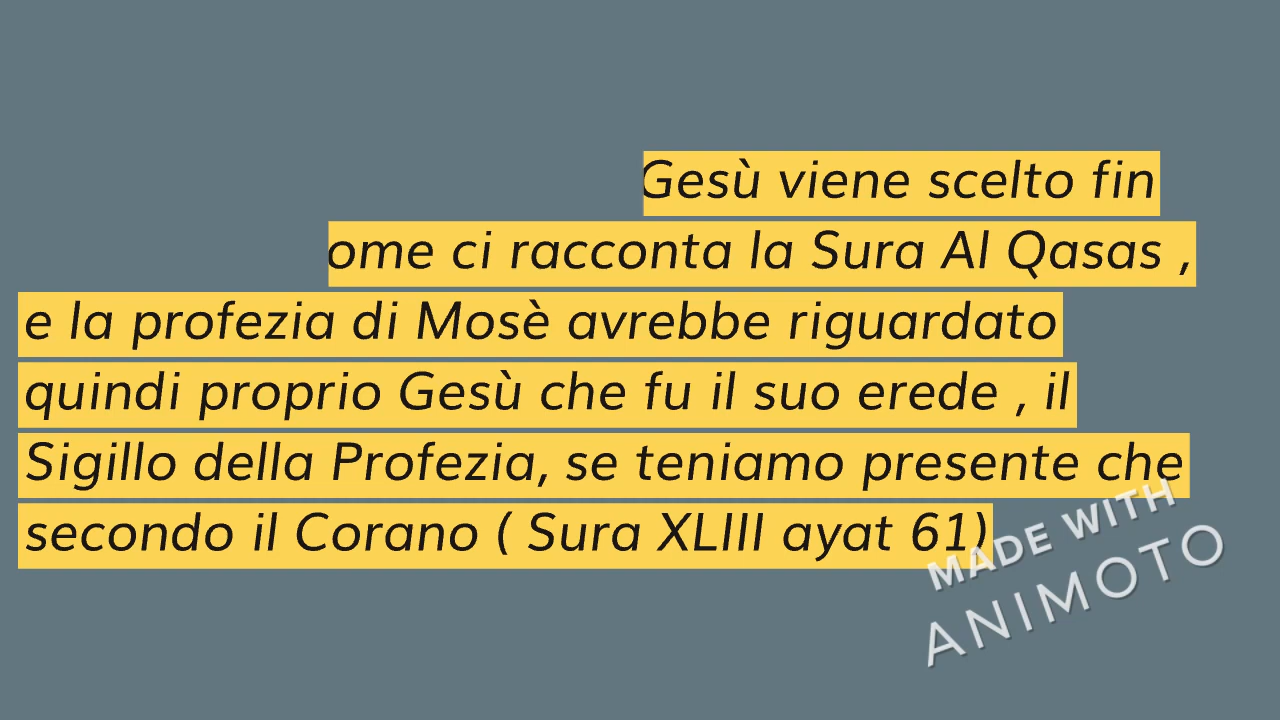 Gesù viene scelto fin
ome ci racconta la Sura Al Qasas ,
e la profezia di Mosè avrebbe riguardato
quindi proprio Gesù che fu il suo erede , il
Sigillo della Profezia, se teniamo presente che
secondo il Corano ( Sura XLIII ayat 61)
MADE WITH
ANIMOTO